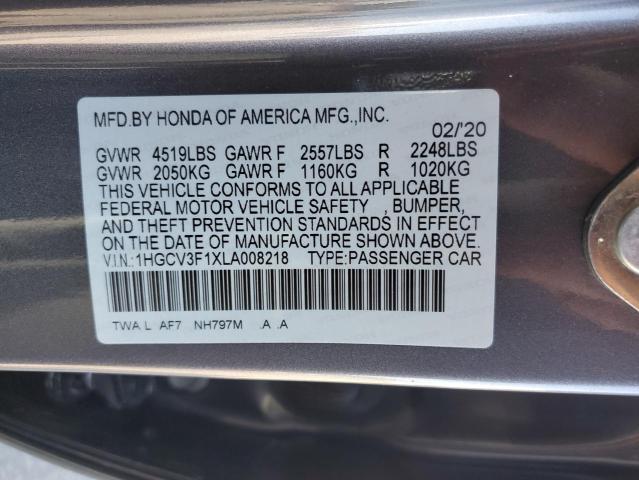 MFD.BY HONDA OF AMERICA MFG.,INC.
02/'20
GVWR 4519LBS GAWR F 2557LBS R 2248LBS
GVWR 2050KG GAWR F 1160KG R 1020KG
THIS VEHICLE CONFORMS TO ALL APPLICABLE
FEDERAL MOTOR VEHICLE SAFETY , BUMPER,
AND THEFT PREVENTION STANDARDS IN EFFECT
ON THE DATE OF MANUFACTURE SHOWN ABOVE.
V.I.N.:1HGCV3F1XLA008218 TYPE:PASSENGER CAR
TWA L AF7 NH797M .A .A